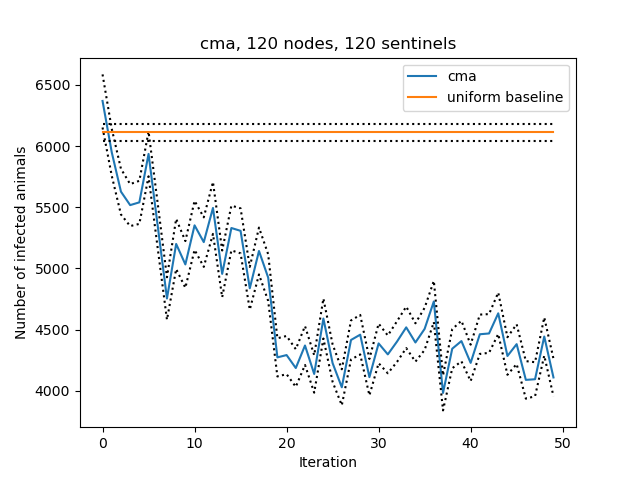 cma, 120 nodes, 120 sentinels
cma
uniform baseline
Number of infected animals
6500
6000
5500
5000
4500
4000
0 10 20 30 40 50
Iteration